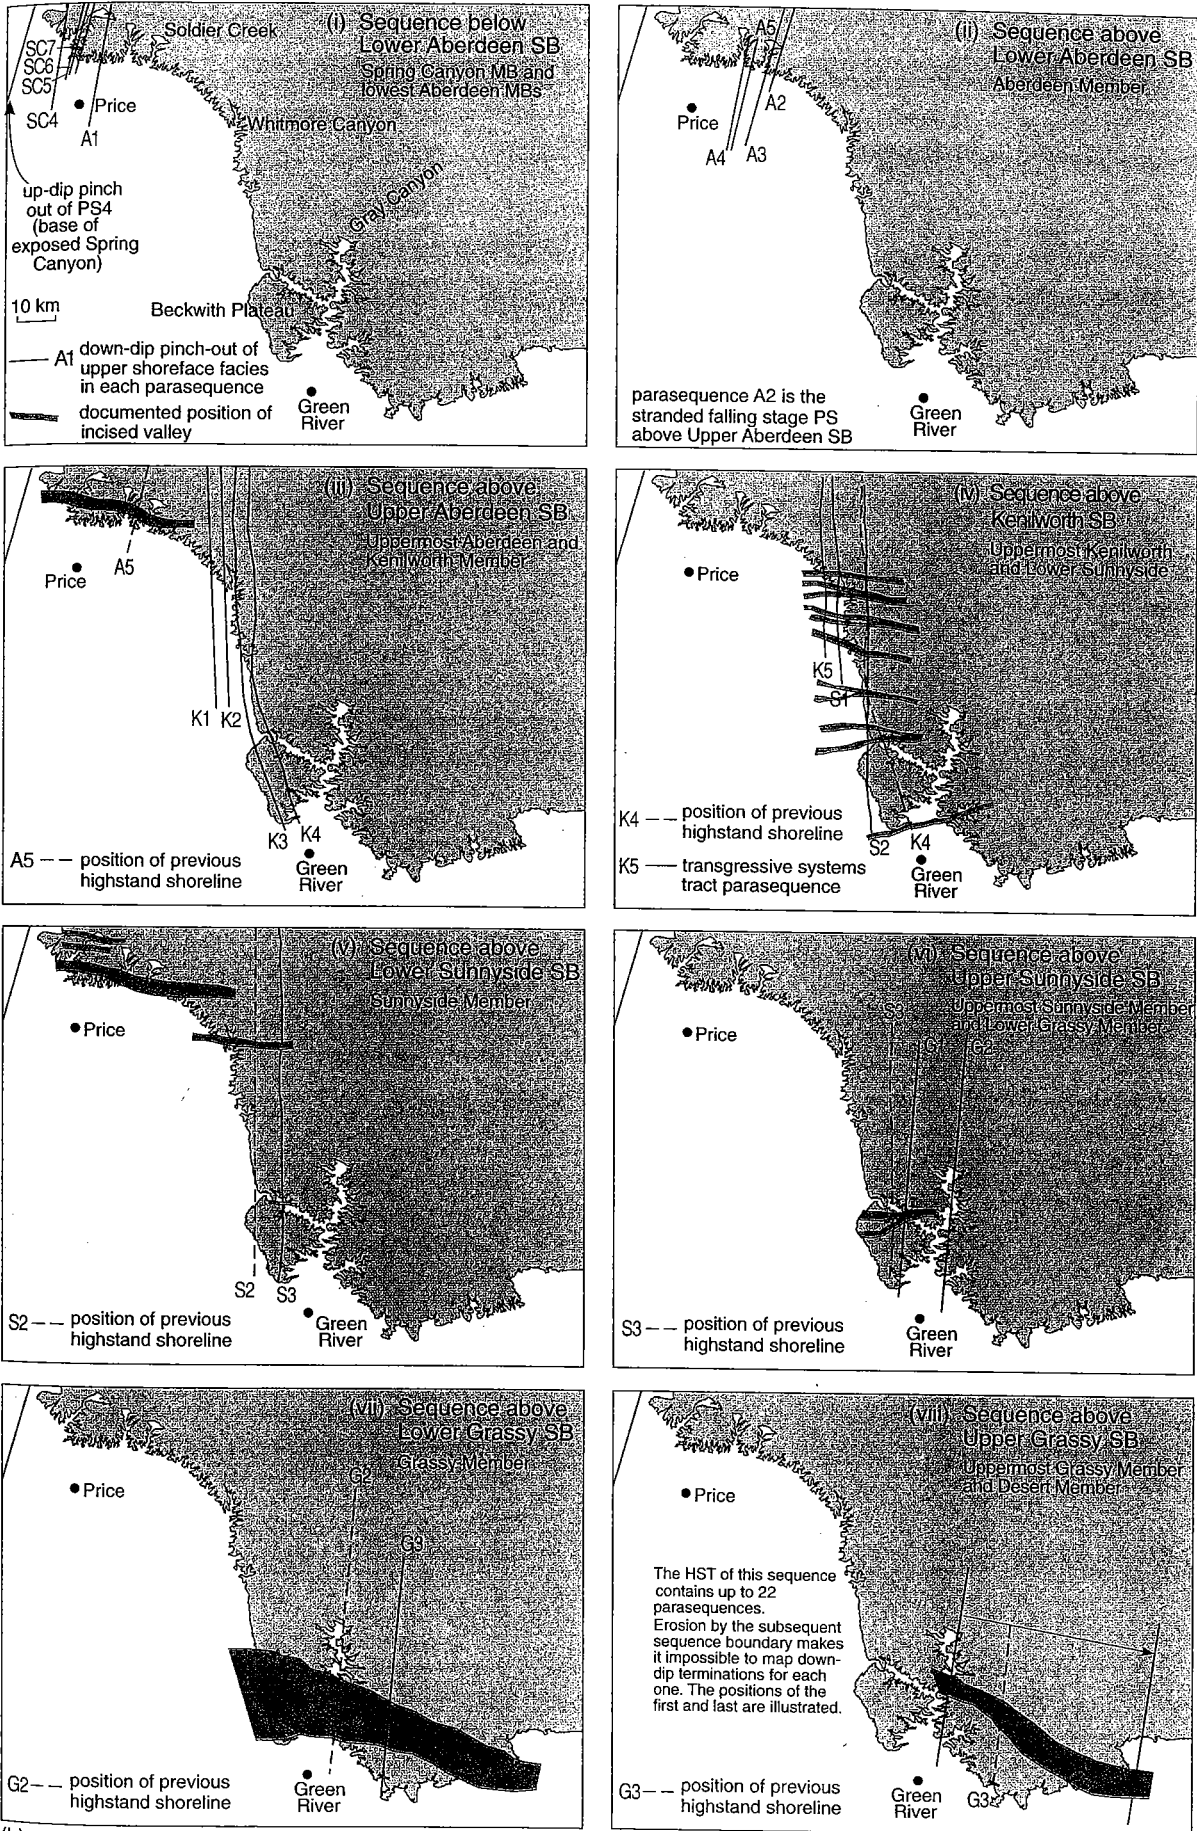 (i) Sequence below
Lower Aberdeen SB
Spring Canyon MB and
lowest Aberdeen MBs
Soldier Creek
SC7
SC6
SC5
SC4
Price
A1
Whitmore Canyon
up-dip pinch
out of PS4
(base of
exposed Spring
Canyon)
Gray Canyon
10 km
Beckwith Plateau
A1 down-dip pinch-out of
upper shoreface facies
in each parasequence
documented position of
incised valley
Green
River
(ii) Sequence above
Lower Aberdeen SB
Aberdeen Member
A5
A2
Price
A4
A3
parasequence A2 is the
stranded falling stage PS
above Upper Aberdeen SB
Green
River
(iii) Sequence above
Upper Aberdeen SB
Uppermost Aberdeen and
Kenilworth Member
A5
Price
K1
K2
K3
K4
A5 -- position of previous
highstand shoreline
Green
River
(iv) Sequence above
Kenilworth SB
Uppermost Kenilworth
and Lower Sunnyside
Price
K5
S1
K4 -- position of previous
highstand shoreline
S2
K4
K5 — transgressive systems
tract parasequence
Green
River
(v) Sequence above
Lower Sunnyside SB
Sunnyside Member
Price
S2
S3
S2 -- position of previous
highstand shoreline
Green
River
(vi) Sequence above
Upper Sunnyside SB
Uppermost Sunnyside Member
and Lower Grassy Member
Price
G2
S3 -- position of previous
highstand shoreline
Green
River
(vii) Sequence above
Lower Grassy SB
Grassy Member
G2
Price
G3
G2 -- position of previous
highstand shoreline
Green
River
(viii) Sequence above
Upper Grassy SB
Uppermost Grassy Member
and Desert Member
Price
The HST of this sequence
contains up to 22
parasequences.
Erosion by the subsequent
sequence boundary makes
it impossible to map down-
dip terminations for each
one. The positions of the
first and last are illustrated.
G3 -- position of previous
highstand shoreline
Green
River
G3